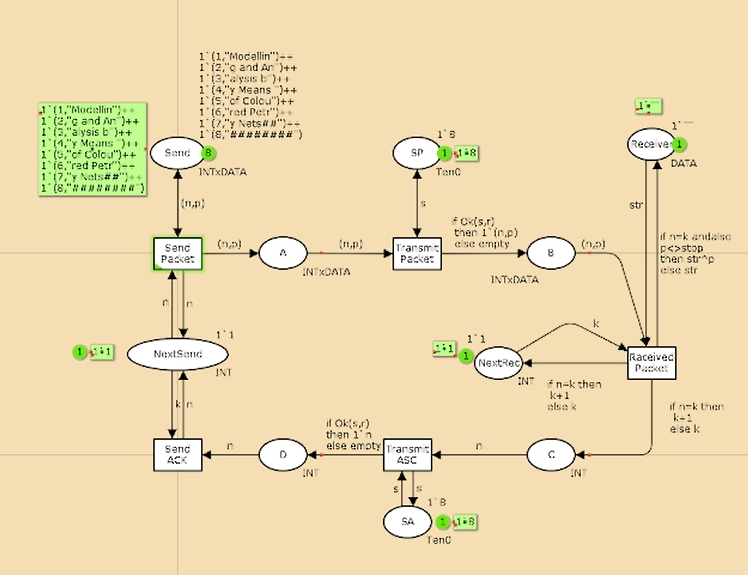 1`(1,"Modellin")++
1`(2,"g and An")++
1`(3,"alysis b")++
1`(4,"y Means ")++
1`(5,"of Colou")++
1`(6,"red Petr")++
1`(7,"y Nets##")++
1`(8,"########")
1`(1,"Modellin")++
1`(2,"g and An")++
1`(3,"alysis b")++
1`(4,"y Means ")++
1`(5,"of Colou")++
1`(6,"red Petr")++
1`(7,"y Nets##")++
1`(8,"########")
Send
8
INTxDATA
1`8
SP
1
1`8
Ten0
1`""
1`""
Receiver
1
DATA
(n,p)
s
str
if n=k andalso
p<>stop
then str^p
else str
Send
Packet
(n,p)
A
INTxDATA
(n,p)
Transmit
Packet
if Ok(s,r)
then 1`(n,p)
else empty
B
INTxDATA
(n,p)
n
n
1`1
NextSend
INT
1
1`1
1`1
1
1`1
NextRec
INT
k
if n=k then
k+1
else k
Raceived
Packet
if n=k then
k+1
else k
k
n
Send
ACK
n
D
INT
if Ok(s,r)
then 1`n
else empty
Transmit
ASC
n
C
INT
s
s
1`8
SA
1
1`8
Ten0